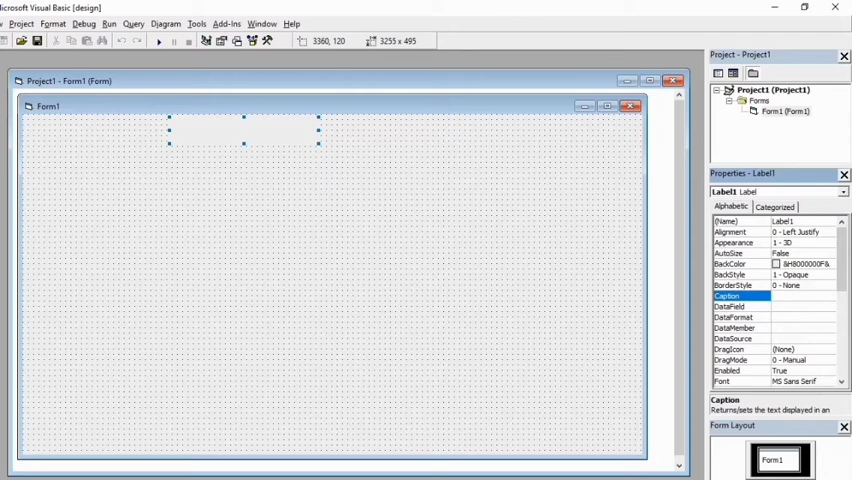 Microsoft Visual Basic [design]
Project Format Debug Run Query Diagram Tools Add-Ins Window Help
3360, 120 3255 x 495
Project1 - Form1 (Form)
Form1
Project - Project1
Project1 (Project1)
Forms
Form1 (Form1)
Properties - Label1
Label1 Label
Alphabetic Categorized
(Name) Label1
Alignment 0 - Left Justify
Appearance 1 - 3D
AutoSize False
BackColor &H8000000F&
BackStyle 1 - Opaque
BorderStyle 0 - None
Caption
DataField
DataFormat
DataMember
DataSource
DragIcon (None)
DragMode 0 - Manual
Enabled True
Font MS Sans Serif
Caption
Returns/sets the text displayed in an
Form Layout
Form1